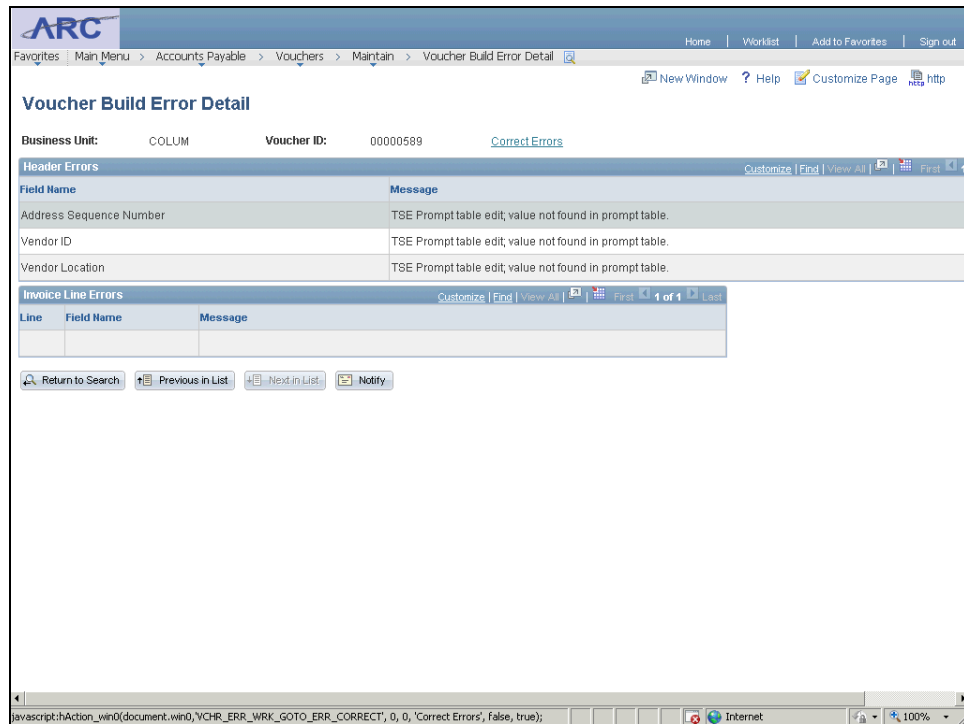 ARC
Home | Worklist | Add to Favorites | Sign out
Favorites | Main Menu > Accounts Payable > Vouchers > Maintain > Voucher Build Error Detail
New Window ? Help Customize Page http
Voucher Build Error Detail
Business Unit: COLUM Voucher ID: 00000589 Correct Errors
Header Errors Customize | Find | View All | First
Field Name Message
Address Sequence Number TSE Prompt table edit; value not found in prompt table.
Vendor ID TSE Prompt table edit; value not found in prompt table.
Vendor Location TSE Prompt table edit; value not found in prompt table.
Invoice Line Errors Customize | Find | View All | First 1 of 1 Last
Line Field Name Message
Return to Search Previous in List Next in List Notify
javascript:hAction_win0(document.win0,'VCHR_ERR_WRK_GOTO_ERR_CORRECT', 0, 0, 'Correct Errors', false, true); Internet 100%